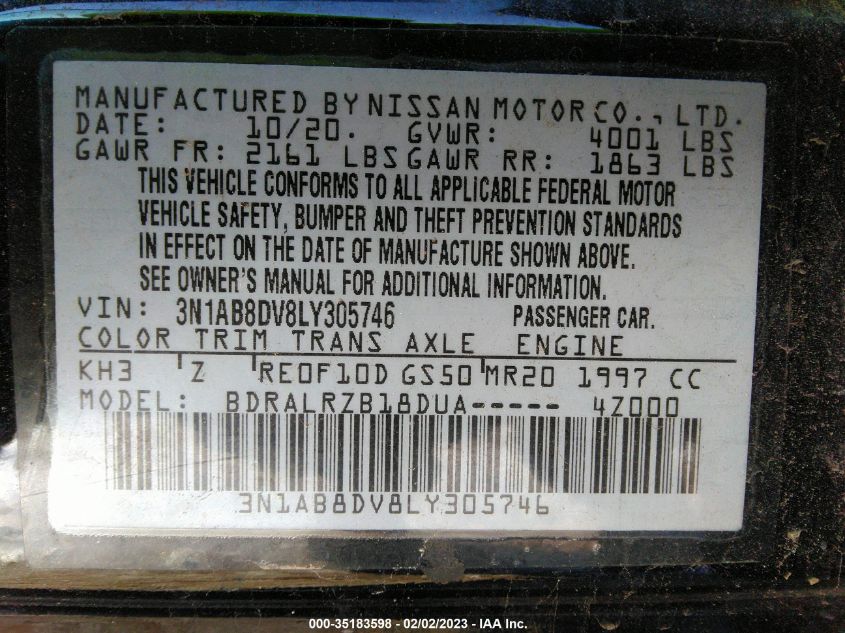 MANUFACTURED BY NISSAN MOTOR CO., LTD.
DATE: 10/20. GVWR: 4001 LBS
GAWR FR: 2161 LBS GAWR RR: 1863 LBS
THIS VEHICLE CONFORMS TO ALL APPLICABLE FEDERAL MOTOR
VEHICLE SAFETY, BUMPER AND THEFT PREVENTION STANDARDS
IN EFFECT ON THE DATE OF MANUFACTURE SHOWN ABOVE.
SEE OWNER'S MANUAL FOR ADDITIONAL INFORMATION.
VIN: 3N1AB8DV8LY305746 PASSENGER CAR.
COLOR TRIM TRANS AXLE ENGINE
KH3 Z RE0F10D GS50 MR20 1997 CC
MODEL: BDRALRZB18DUA----- 4Z000
3N1AB8DV8LY305746
000-35183598 - 02/02/2023 - IAA Inc.